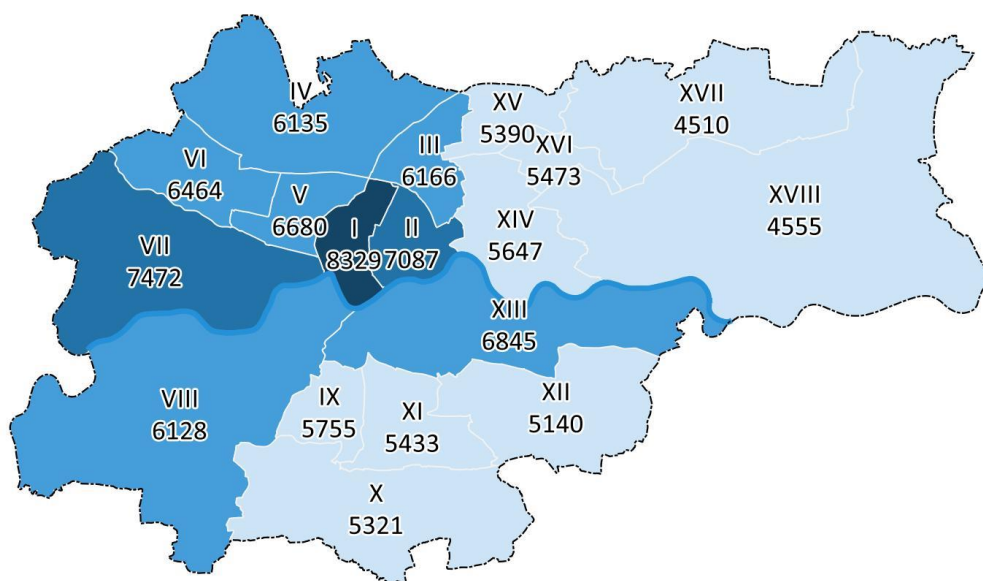 IV
6135
XV
5390
XVII
4510
III
6166
XVI
5473
VI
6464
V
6680
XVIII
4555
I
8329
II
7087
XIV
5647
VII
7472
XIII
6845
VIII
6128
IX
5755
XI
5433
XII
5140
X
5321